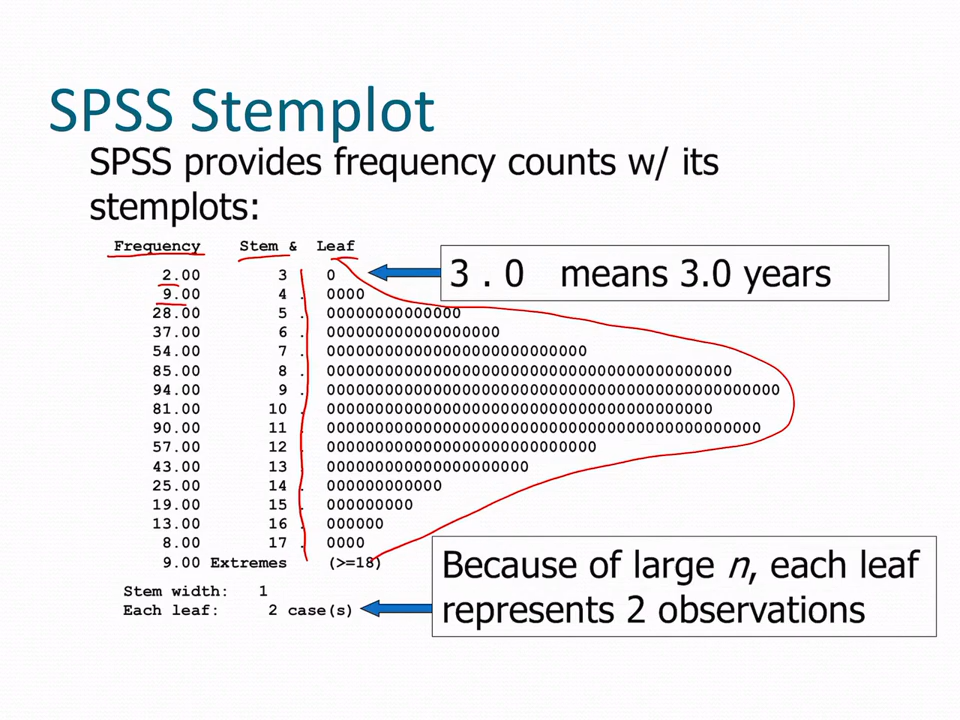 SPSS Stemplot
SPSS provides frequency counts w/ its
stemplots:
Frequency Stem & Leaf
2.00 3 . 0
9.00 4 . 0000
28.00 5 . 00000000000000
37.00 6 . 000000000000000000
54.00 7 . 000000000000000000000000000
85.00 8 . 000000000000000000000000000000000000000000
94.00 9 . 00000000000000000000000000000000000000000000000
81.00 10 . 0000000000000000000000000000000000000000
90.00 11 . 000000000000000000000000000000000000000000000
57.00 12 . 0000000000000000000000000000
43.00 13 . 000000000000000000000
25.00 14 . 000000000000
19.00 15 . 000000000
13.00 16 . 000000
8.00 17 . 0000
9.00 Extremes (>=18)
Stem width: 1
Each leaf: 2 case(s)
3 . 0 means 3.0 years
Because of large n, each leaf
represents 2 observations